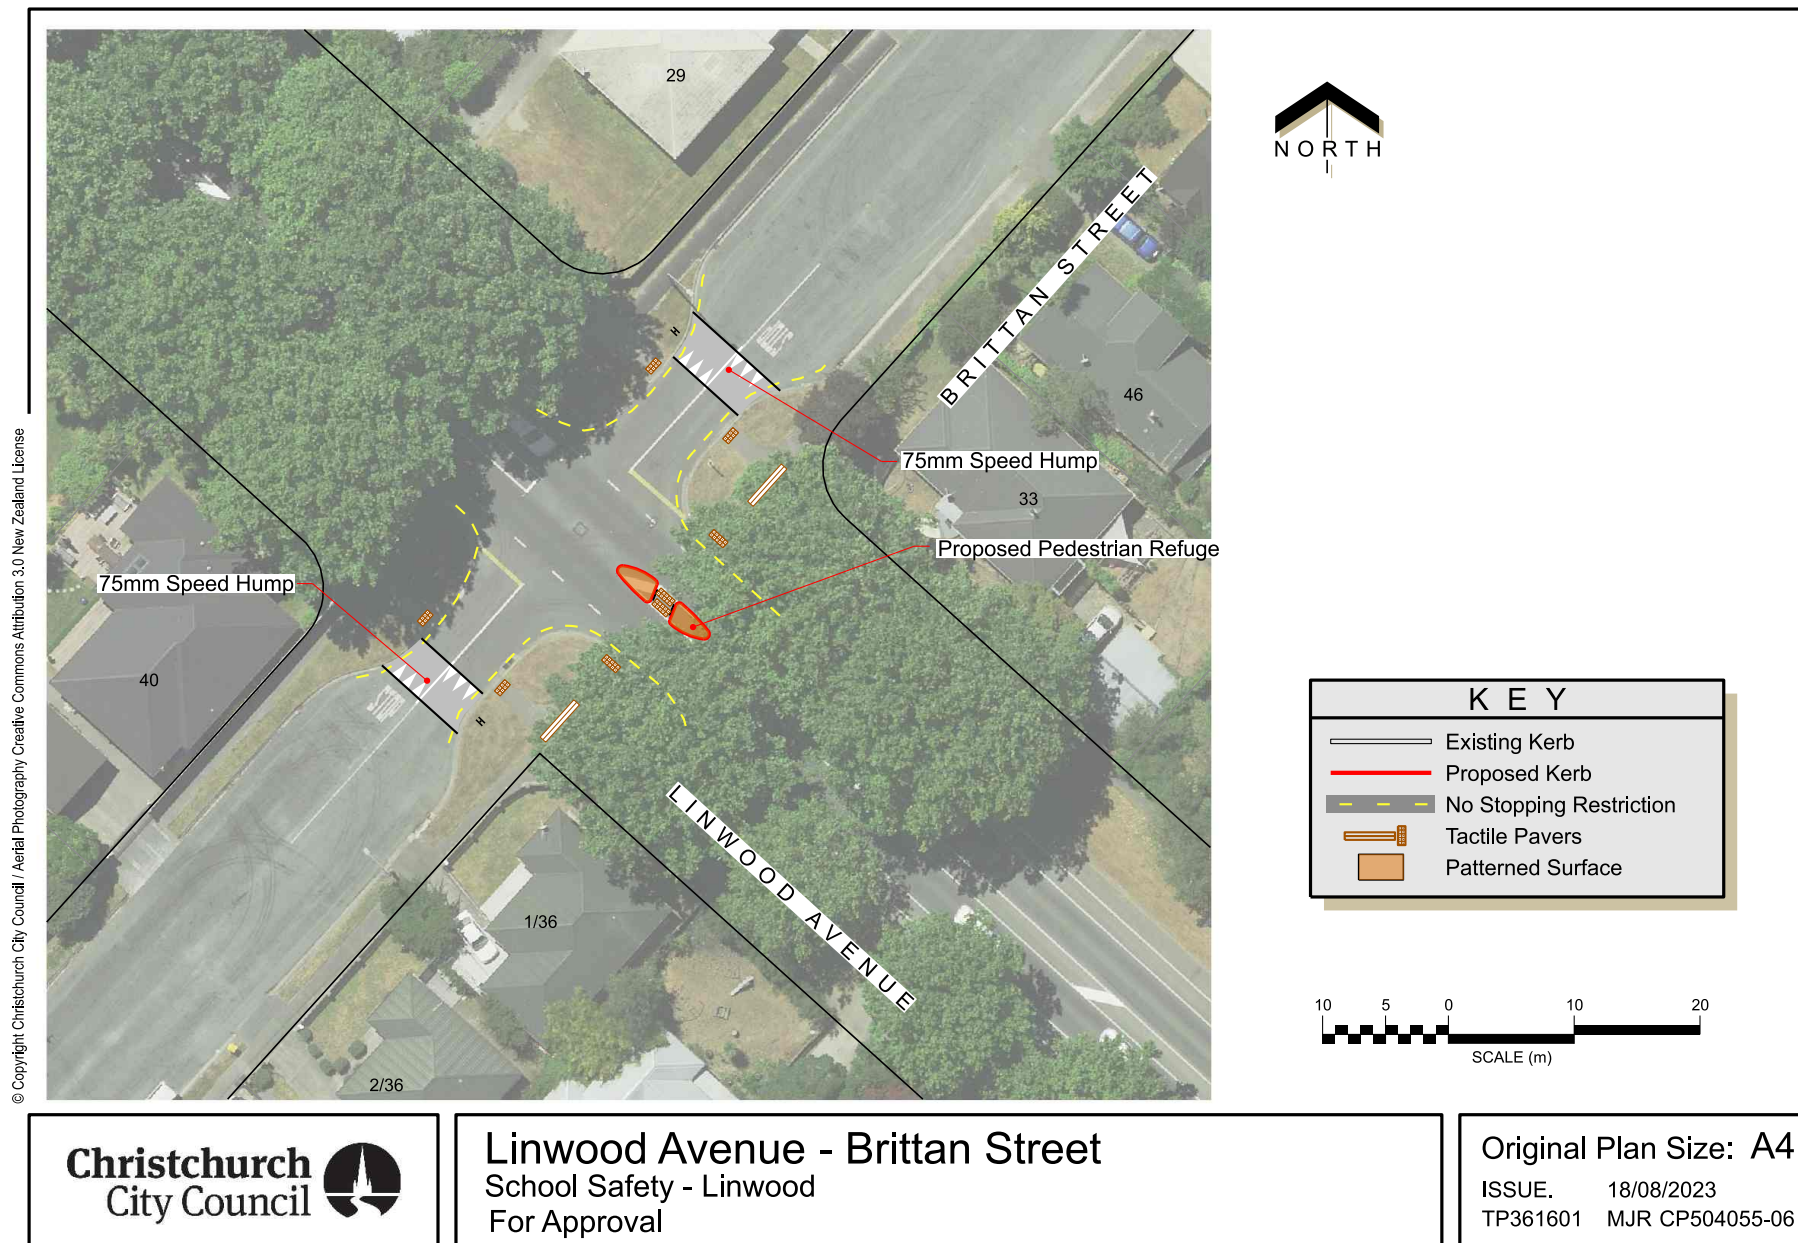 29
NORTH
BRITTAN STREET
46
75mm Speed Hump
33
Proposed Pedestrian Refuge
75mm Speed Hump
40
H
H
STOP
LINWOOD AVENUE
1/36
2/36
KEY
Existing Kerb
Proposed Kerb
No Stopping Restriction
Tactile Pavers
Patterned Surface
10 5 0 10 20
SCALE (m)
© Copyright Christchurch City Council / Aerial Photography Creative Commons Attribution 3.0 New Zealand License
Christchurch
City Council
Linwood Avenue - Brittan Street
School Safety - Linwood
For Approval
Original Plan Size: A4
ISSUE. 18/08/2023
TP361601 MJR CP504055-06